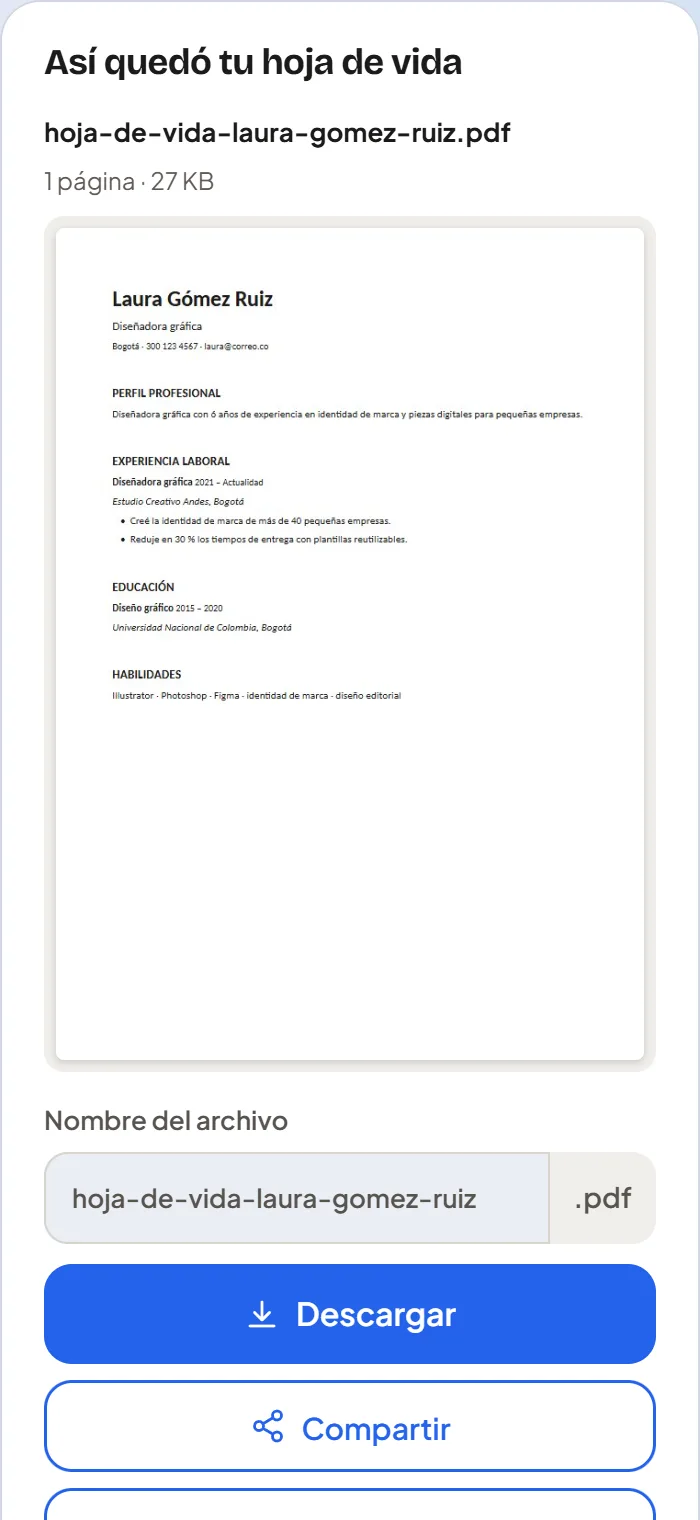 Así quedó tu hoja de vida
hoja-de-vida-laura-gomez-ruiz.pdf
1 página · 27 KB
Laura Gómez Ruiz
Diseñadora gráfica
Bogotá · 300 123 4567 · laura@correo.co
PERFIL PROFESIONAL
Diseñadora gráfica con 6 años de experiencia en identidad de marca y piezas digitales para pequeñas empresas.
EXPERIENCIA LABORAL
Diseñadora gráfica 2021 – Actualidad
Estudio Creativo Andes, Bogotá
• Creé la identidad de marca de más de 40 pequeñas empresas.
• Reduje en 30 % los tiempos de entrega con plantillas reutilizables.
EDUCACIÓN
Diseño gráfico 2015 – 2020
Universidad Nacional de Colombia, Bogotá
HABILIDADES
Illustrator · Photoshop · Figma · identidad de marca · diseño editorial
Nombre del archivo
hoja-de-vida-laura-gomez-ruiz .pdf
Descargar
Compartir